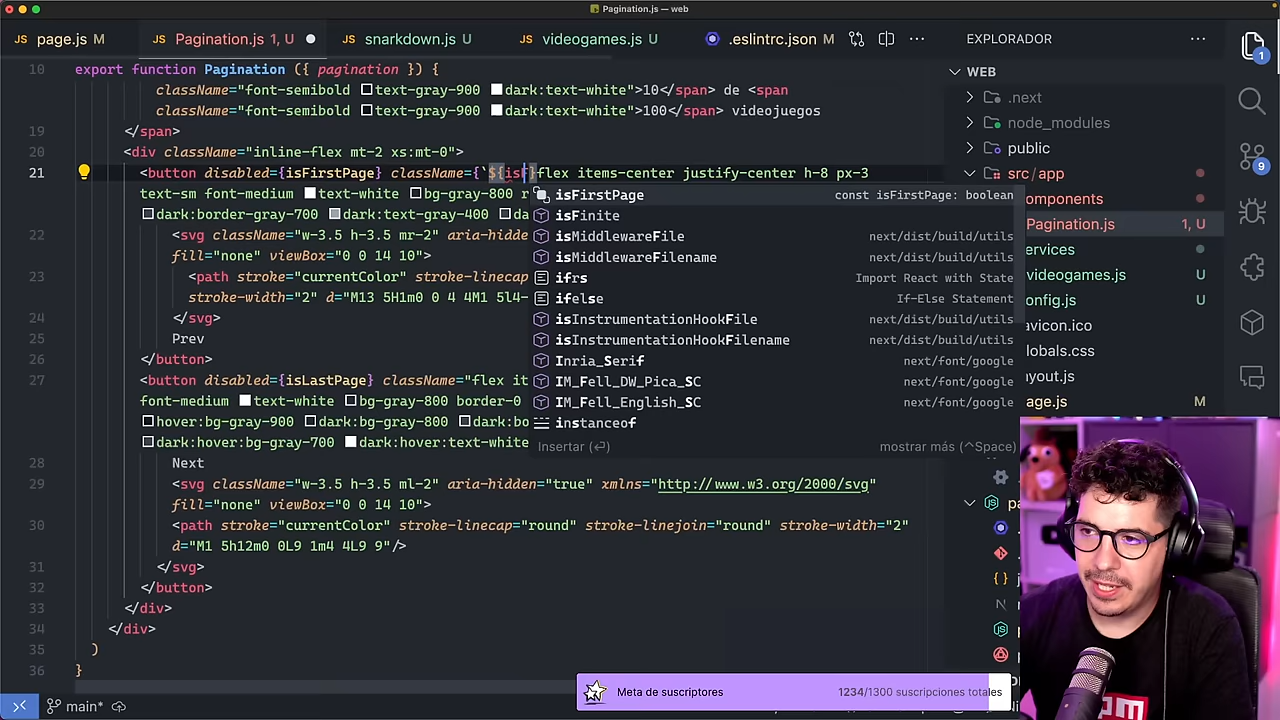 Pagination.js — web
JS page.js M
JS Pagination.js 1, U
JS snarkdown.js U
JS videogames.js U
.eslintrc.json M
EXPLORADOR
10 export function Pagination ({ pagination }) {
className="font-semibold text-gray-900 dark:text-white">10</span> de <span
className="font-semibold text-gray-900 dark:text-white">100</span> videojuegos
19 </span>
20 <div className="inline-flex mt-2 xs:mt-0">
21 <button disabled={isFirstPage} className={`${isF}flex items-center justify-center h-8 px-3
text-sm font-medium text-white bg-gray-800
dark:border-gray-700 dark:text-gray-400
22 <svg className="w-3.5 h-3.5 mr-2" aria-hidde
fill="none" viewBox="0 0 14 10">
23 <path stroke="currentColor" stroke-linecap
stroke-width="2" d="M13 5H1m0 0 4 4M1 5l4-
24 </svg>
25 Prev
26 </button>
27 <button disabled={isLastPage} className="flex it
font-medium text-white bg-gray-800 border-0
hover:bg-gray-900 dark:bg-gray-800 dark:bo
dark:hover:bg-gray-700 dark:hover:text-white
28 Next
29 <svg className="w-3.5 h-3.5 ml-2" aria-hidden="true" xmlns="http://www.w3.org/2000/svg"
fill="none" viewBox="0 0 14 10">
30 <path stroke="currentColor" stroke-linecap="round" stroke-linejoin="round" stroke-width="2"
d="M1 5h12m0 0L9 1m4 4L9 9"/>
31 </svg>
32 </button>
33 </div>
34 </div>
35 )
36 }
isFirstPage const isFirstPage: boolean
isFinite
isMiddlewareFile next/dist/build/utils
isMiddlewareFilename next/dist/build/utils
ifrs Import React with State
ifelse If-Else Statement
isInstrumentationHookFile next/dist/build/utils
isInstrumentationHookFilename next/dist/build/utils
Inria_Serif next/font/google
IM_Fell_DW_Pica_SC next/font/google
IM_Fell_English_SC next/font/google
instanceof
Insertar (⏎) mostrar más (^Space)
WEB
.next
node_modules
public
src/app
omponents
Pagination.js 1, U
ervices
videogames.js U
onfig.js U
avicon.ico
lobals.css
ayout.js
age.js M
1
2
Meta de suscriptores 1234/1300 suscripciones totales
main*